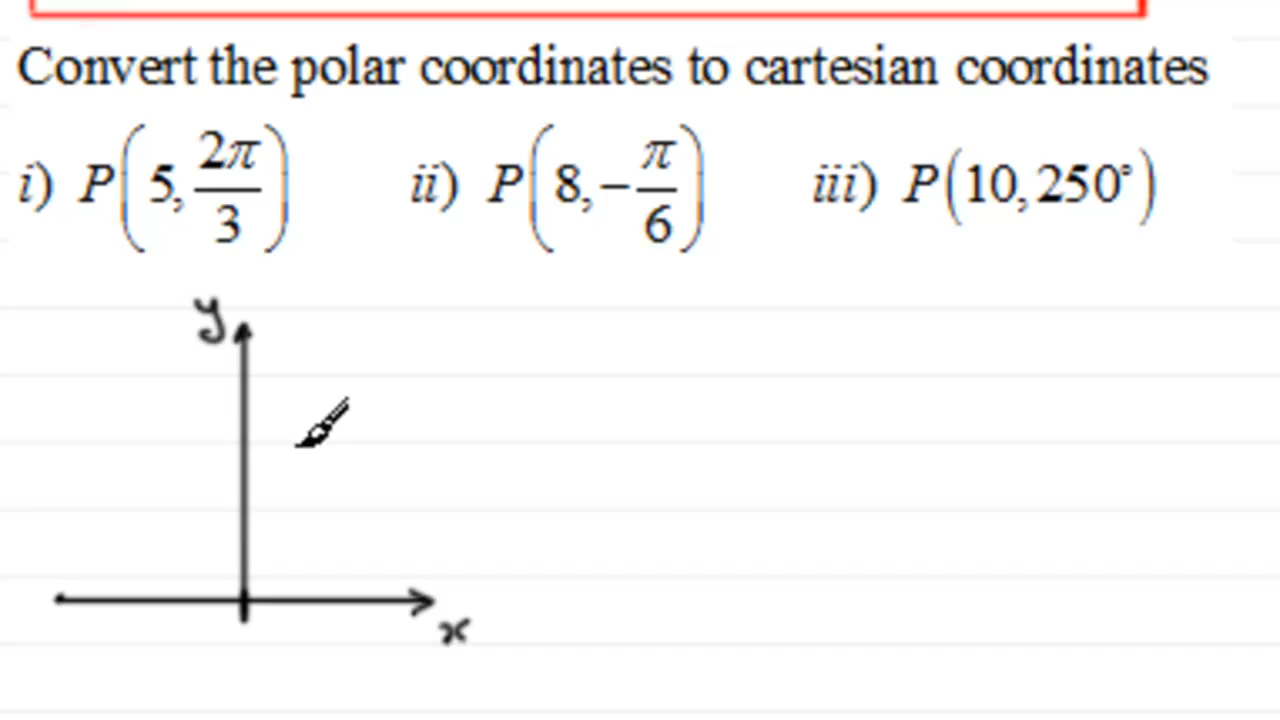 Convert the polar coordinates to cartesian coordinates
i) P(5, 2π/3) ii) P(8, -π/6) iii) P(10, 250°)
y
x